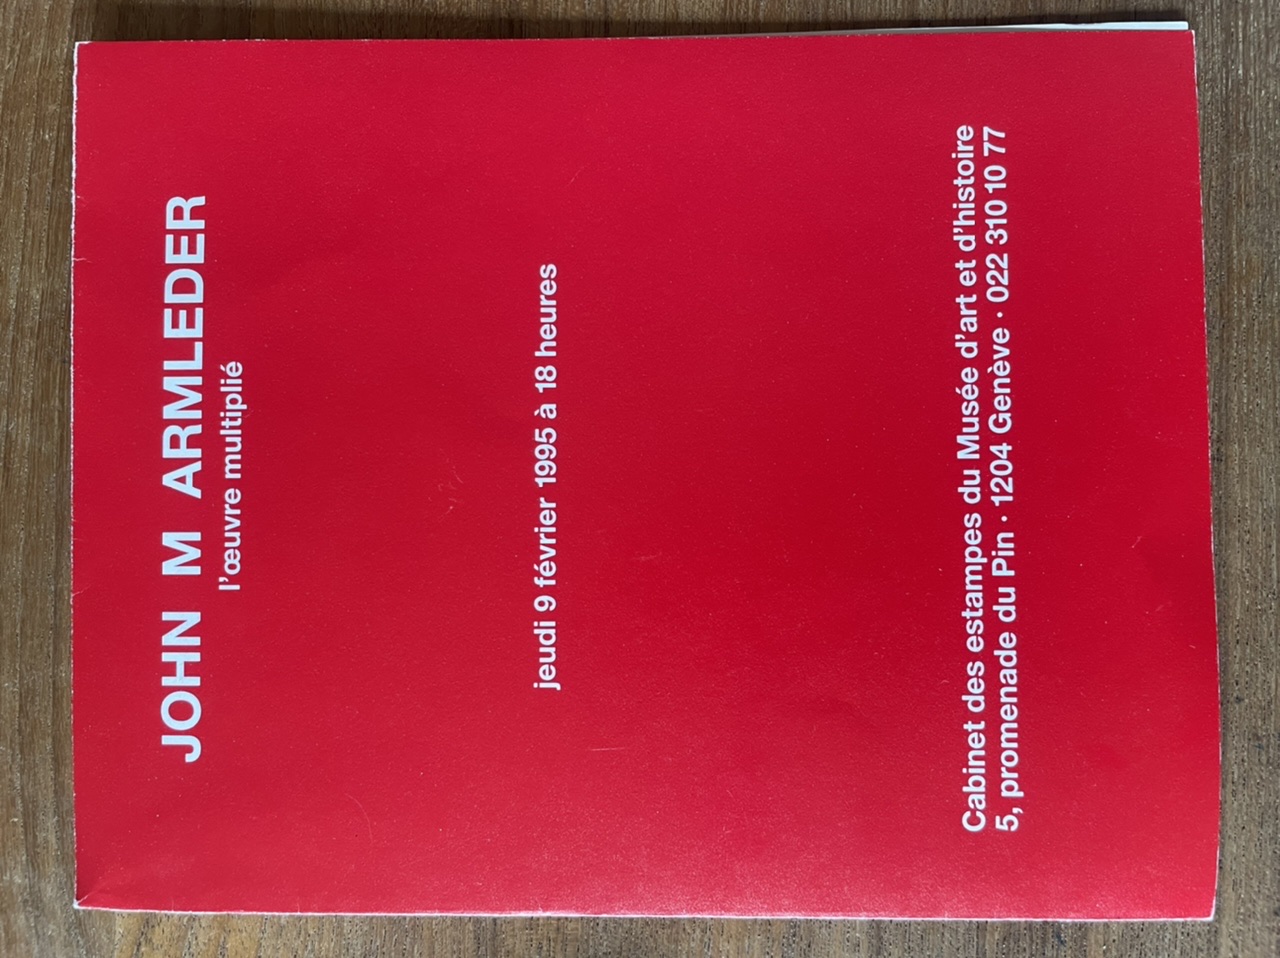 JOHN M ARMLEDER
l'œuvre multiplié
jeudi 9 février 1995 à 18 heures
Cabinet des estampes du Musée d'art et d'histoire
5, promenade du Pin · 1204 Genève · 022 310 10 77